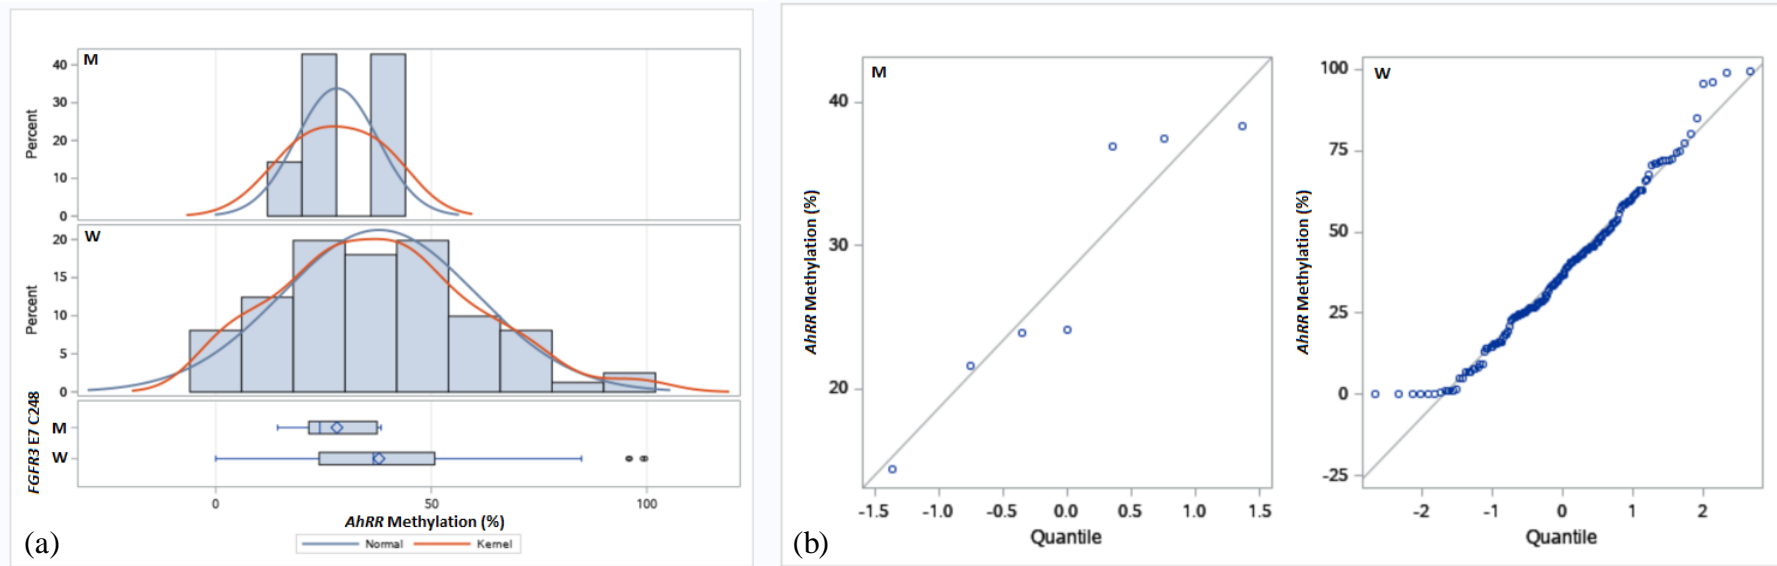 M
40
30
20
10
0
Percent
W
20
15
10
5
0
Percent
FGFR3 E7 C248
M
W
0 50 100
AhRR Methylation (%)
Normal Kernel
(a)
M
40
30
20
AhRR Methylation (%)
-1.5 -1.0 -0.5 0.0 0.5 1.0 1.5
Quantile
W
100
75
50
25
0
-25
AhRR Methylation (%)
-2 -1 0 1 2
Quantile
(b)